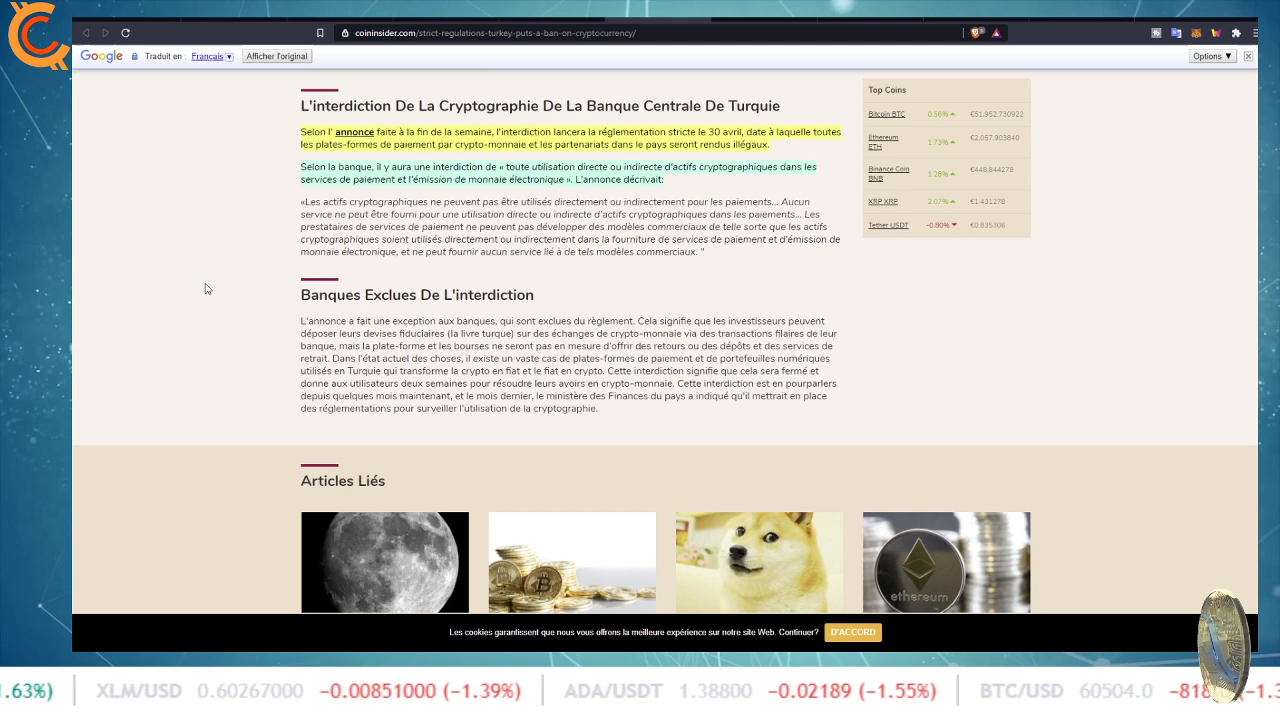 coininsider.com/strict-regulations-turkey-puts-a-ban-on-cryptocurrency/
Google Traduit en : Français Afficher l'original Options
L'interdiction De La Cryptographie De La Banque Centrale De Turquie
Selon l' annonce faite à la fin de la semaine, l'interdiction lancera la réglementation stricte le 30 avril, date à laquelle toutes
les plates-formes de paiement par crypto-monnaie et les partenariats dans le pays seront rendus illégaux.
Selon la banque, il y aura une interdiction de « toute utilisation directe ou indirecte d'actifs cryptographiques dans les
services de paiement et l'émission de monnaie électronique ». L'annonce décrivait:
«Les actifs cryptographiques ne peuvent pas être utilisés directement ou indirectement pour les paiements... Aucun
service ne peut être fourni pour une utilisation directe ou indirecte d'actifs cryptographiques dans les paiements... Les
prestataires de services de paiement ne peuvent pas développer des modèles commerciaux de telle sorte que les actifs
cryptographiques soient utilisés directement ou indirectement dans la fourniture de services de paiement et d'émission de
monnaie électronique, et ne peut fournir aucun service lié à de tels modèles commerciaux. "
Banques Exclues De L'interdiction
L'annonce a fait une exception aux banques, qui sont exclues du règlement. Cela signifie que les investisseurs peuvent
déposer leurs devises fiduciaires (la livre turque) sur des échanges de crypto-monnaie via des transactions filaires de leur
banque, mais la plate-forme et les bourses ne seront pas en mesure d'offrir des retours ou des dépôts et des services de
retrait. Dans l'état actuel des choses, il existe un vaste cas de plates-formes de paiement et de portefeuilles numériques
utilisés en Turquie qui transforme la crypto en fiat et le fiat en crypto. Cette interdiction signifie que cela sera fermé et
donne aux utilisateurs deux semaines pour résoudre leurs avoirs en crypto-monnaie. Cette interdiction est en pourparlers
depuis quelques mois maintenant, et le mois dernier, le ministère des Finances du pays a indiqué qu'il mettrait en place
des réglementations pour surveiller l'utilisation de la cryptographie.
Top Coins
Bitcoin BTC 0.56% €51,952.730922
Ethereum
ETH 1.73% €2,057.903840
Binance Coin
BNB 1.28% €448.844278
XRP XRP 2.07% €1.431278
Tether USDT -0.80% €0.835306
Articles Liés
ethereum
Les cookies garantissent que nous vous offrons la meilleure expérience sur notre site Web. Continuer? D'ACCORD
1.63%) XLM/USD 0.60267000 −0.00851000 (−1.39%) ADA/USDT 1.38800 −0.02189 (−1.55%) BTC/USD 60504.0